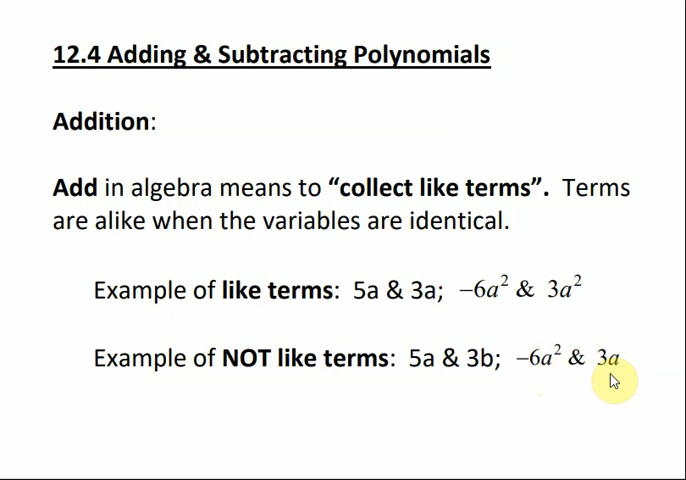 12.4 Adding & Subtracting Polynomials
Addition:
Add in algebra means to “collect like terms”. Terms
are alike when the variables are identical.
Example of like terms: 5a & 3a; −6a² & 3a²
Example of NOT like terms: 5a & 3b; −6a² & 3a